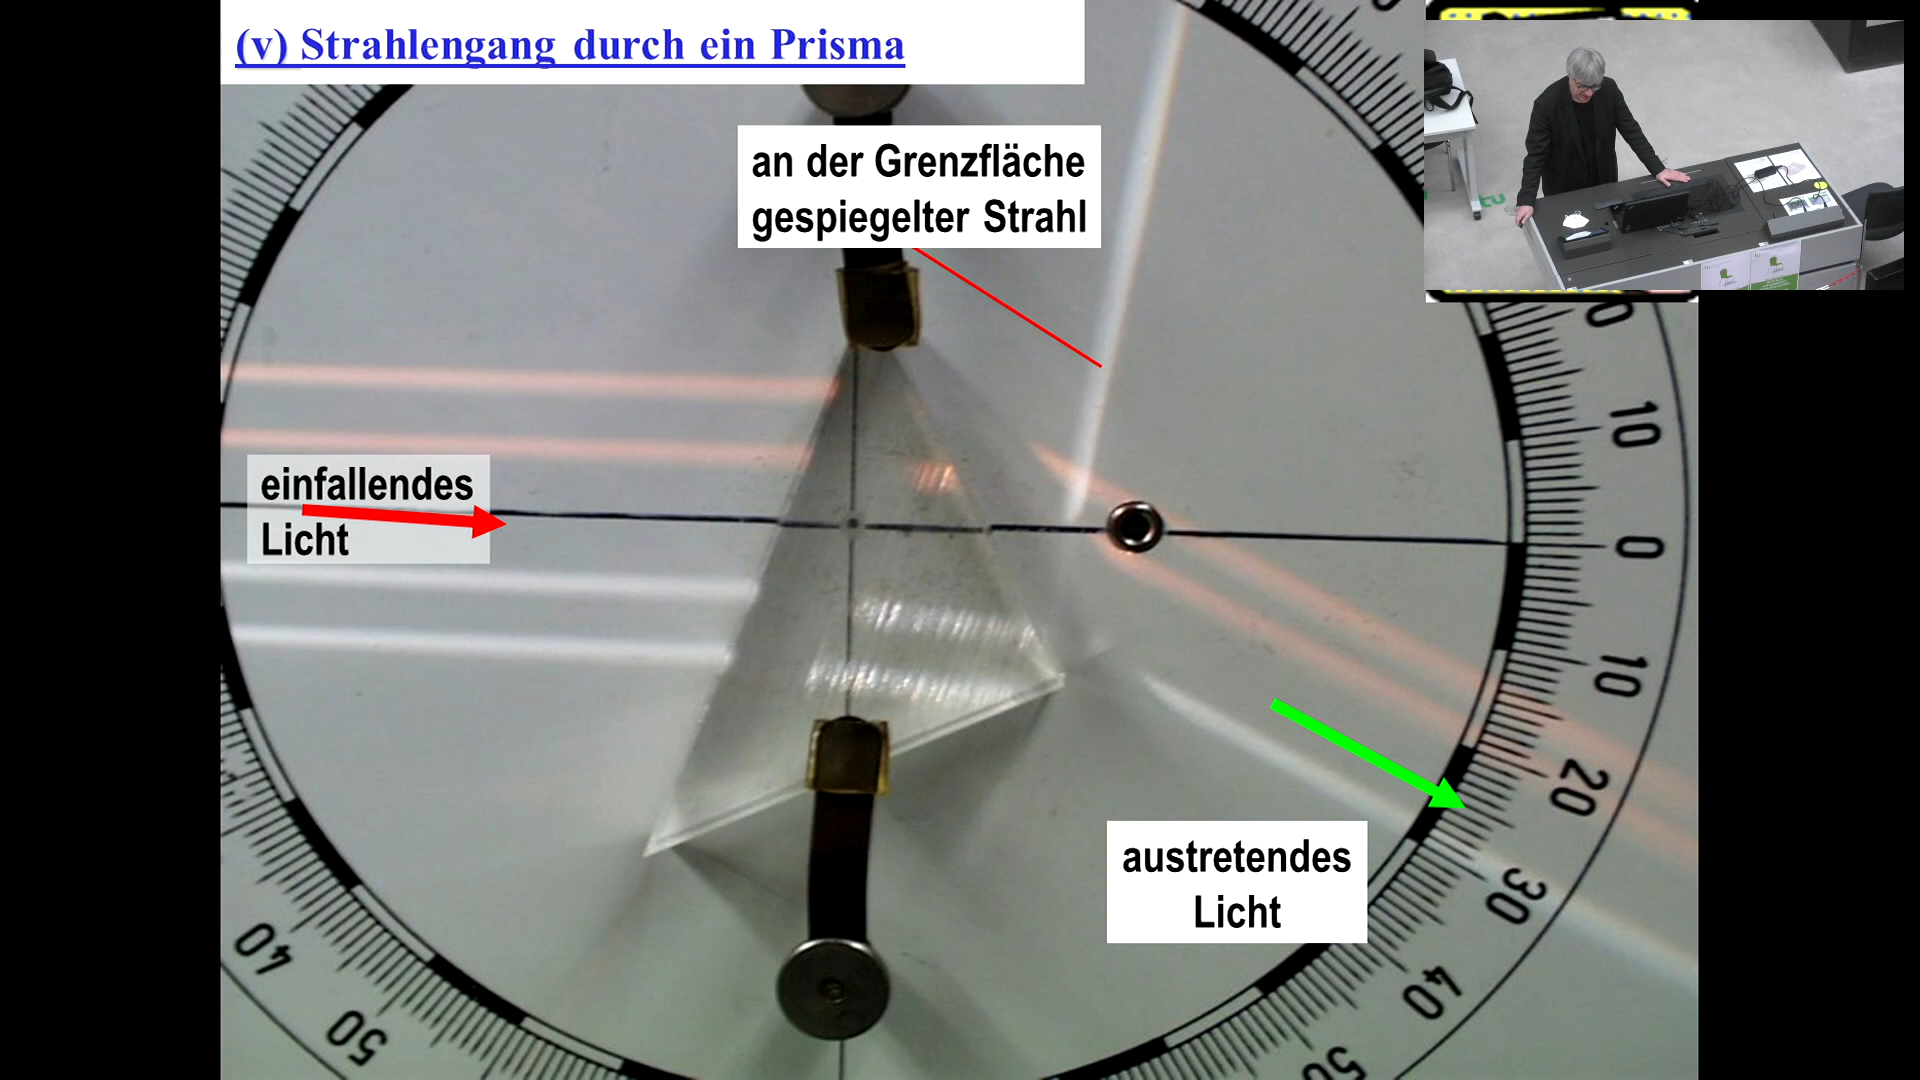 (v) Strahlengang durch ein Prisma
an der Grenzfläche
gespiegelter Strahl
einfallendes
Licht
austretendes
Licht
10
0
10
20
30
40
50
40
50